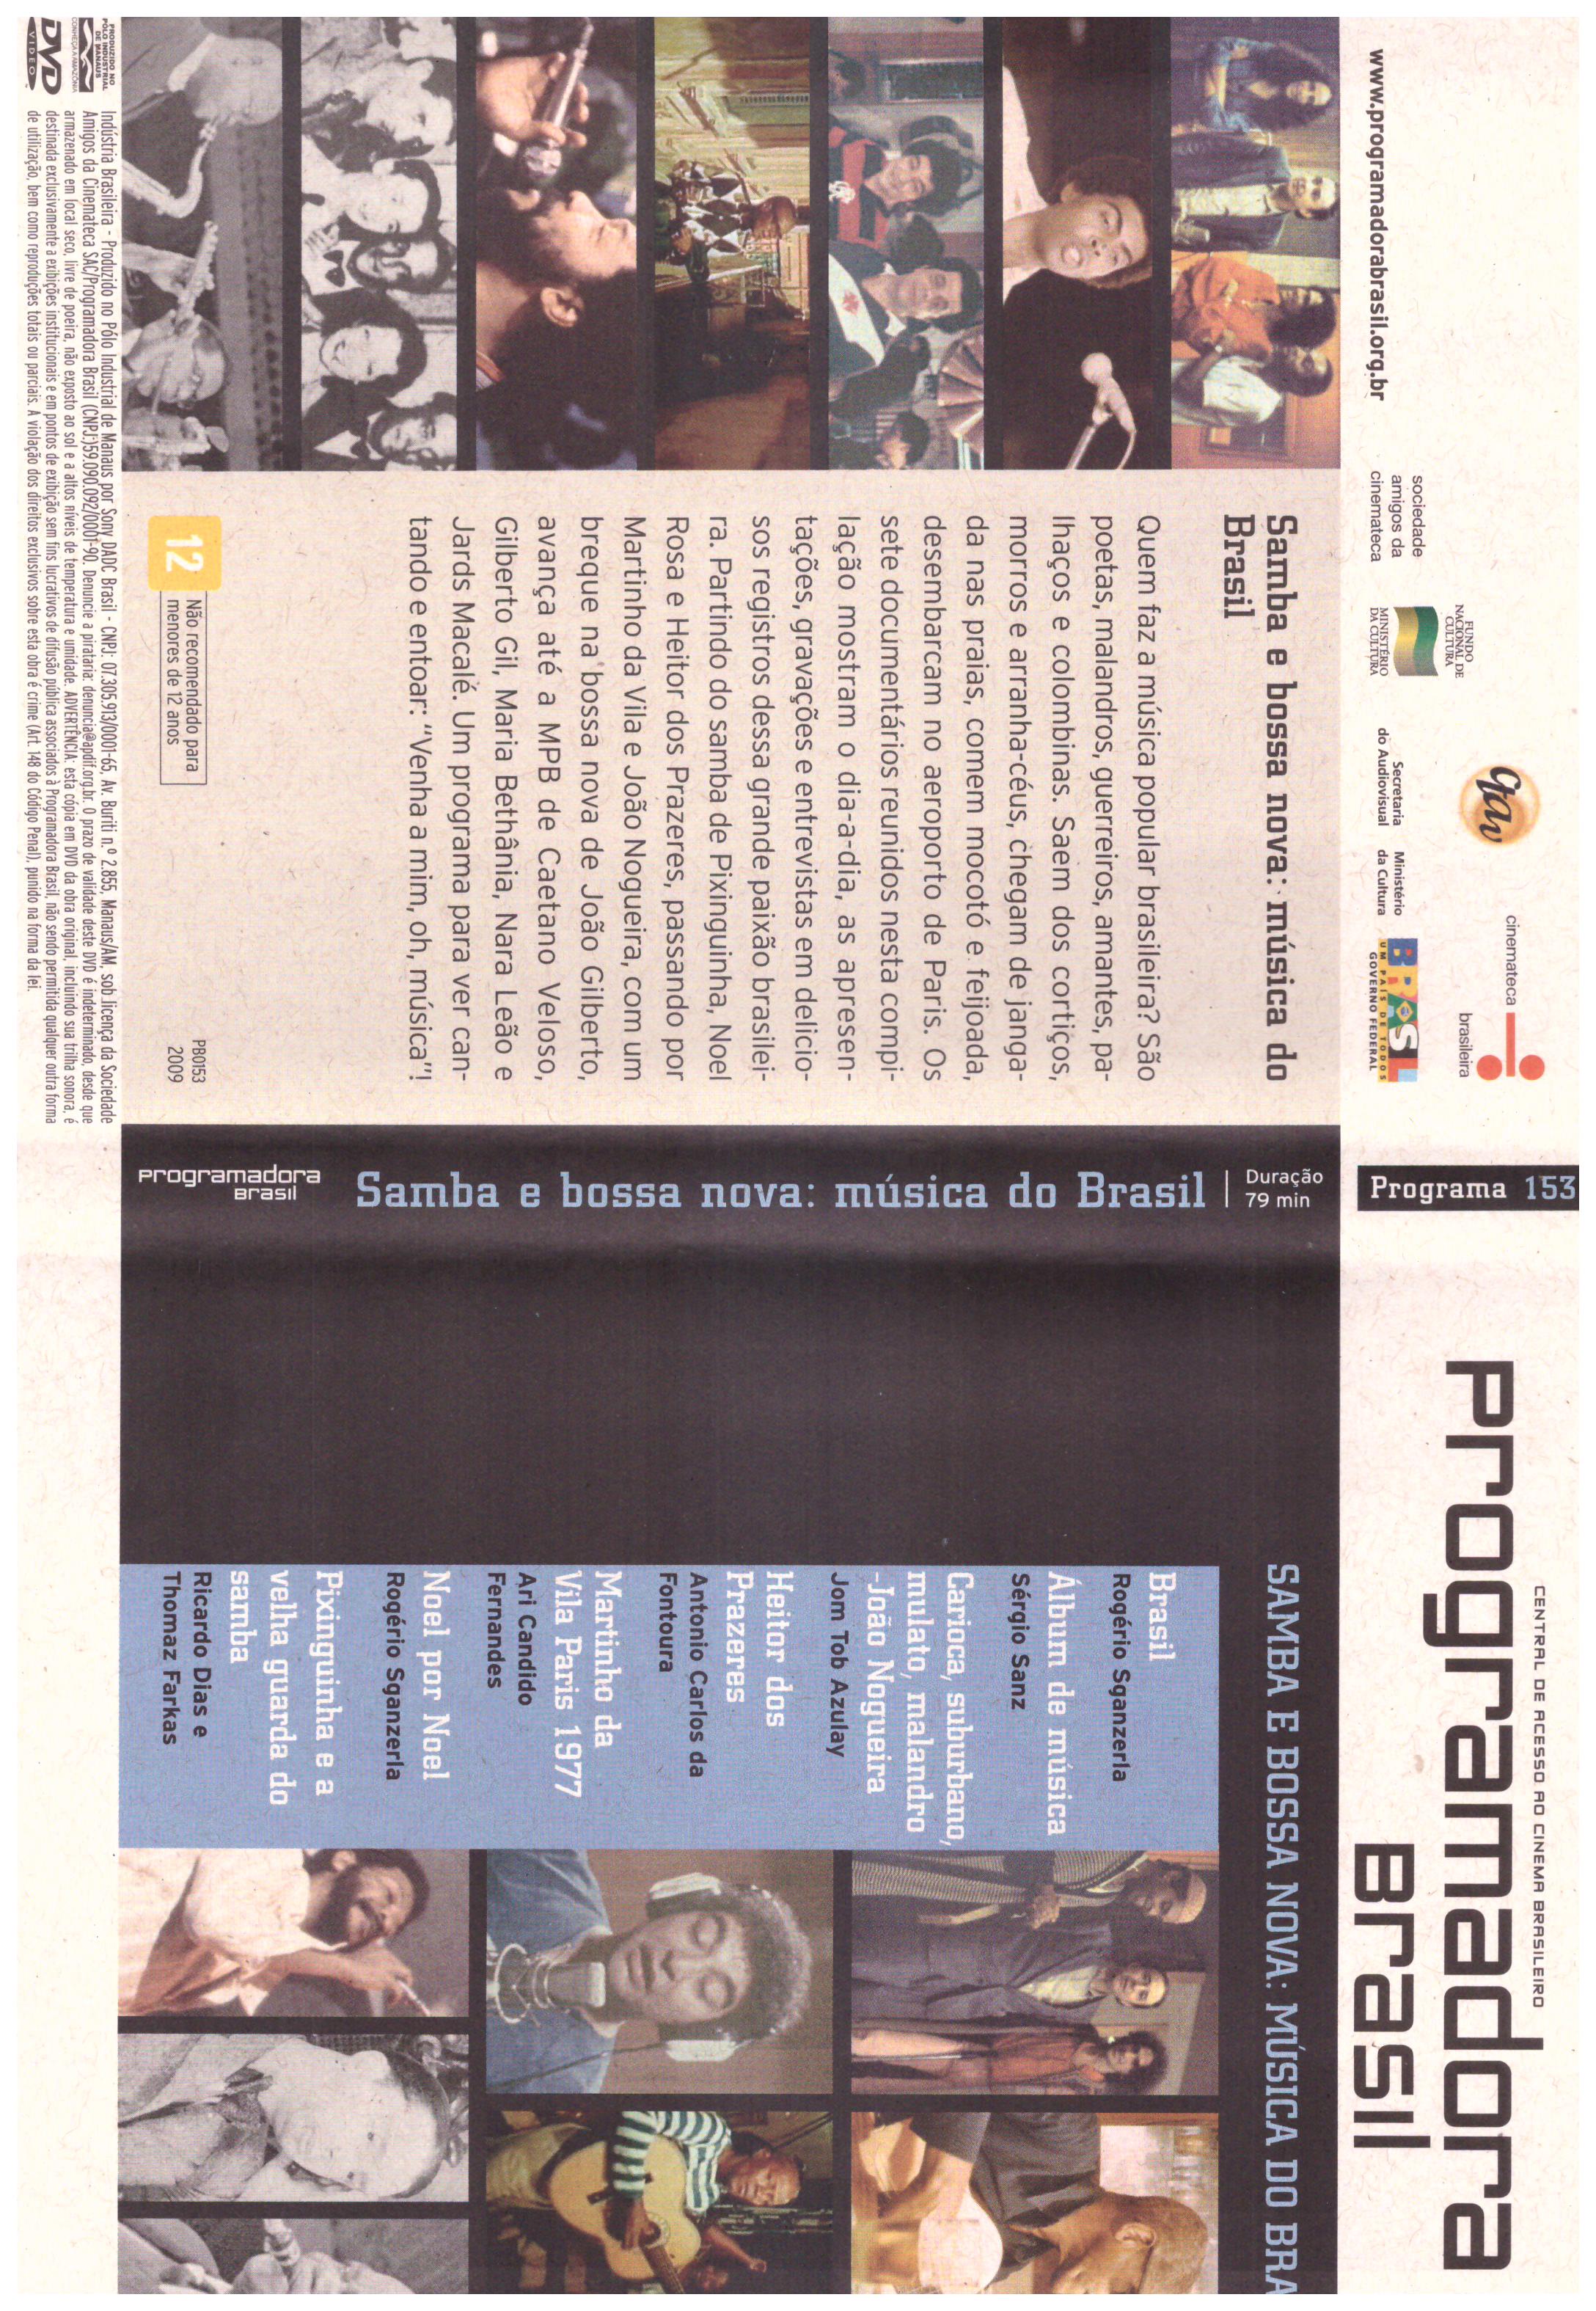 www.programadorabrasil.org.br
sociedade
amigos da
cinemateca
FUNDO
NACIONAL DE
CULTURA
MINISTÉRIO
DA CULTURA
qav
Secretaria
do Audiovisual
Ministério
da Cultura
cinemateca
brasileira
BRASIL
UM PAÍS DE TODOS
GOVERNO FEDERAL
Samba e bossa nova: música do
Brasil
Quem faz a música popular brasileira? São
poetas, malandros, guerreiros, amantes, pa-
lhaços e colombinas. Saem dos cortiços,
morros e arranha-céus, chegam de janga-
da nas praias, comem mocotó e feijoada,
desembarcam no aeroporto de Paris. Os
sete documentários reunidos nesta compi-
lação mostram o dia-a-dia, as apresen-
tações, gravações e entrevistas em delicio-
sos registros dessa grande paixão brasilei-
ra. Partindo do samba de Pixinguinha, Noel
Rosa e Heitor dos Prazeres, passando por
Martinho da Vila e João Nogueira, com um
breque na bossa nova de João Gilberto,
avança até a MPB de Caetano Veloso,
Gilberto Gil, Maria Bethânia, Nara Leão e
Jards Macalé. Um programa para ver can-
tando e entoar: “Venha a mim, oh, música”!
12
Não recomendado para
menores de 12 anos
PB0153
2009
PRODUZIDO NO
PÓLO INDUSTRIAL
DE MANAUS
CONHEÇA A AMAZÔNIA
DVD
VIDEO
Indústria Brasileira - Produzido no Pólo Industrial de Manaus por Sony DADC Brasil - CNPJ: 07.305.913/0001-65, Av. Buriti n.º 2.855, Manaus/AM, sob licença da Sociedade
Amigos da Cinemateca SAC/Programadora Brasil (CNPJ:)59.090.092/0001-90. Denuncie a pirataria: denuncia@apdif.org.br. O prazo de validade deste DVD é indeterminado, desde que
armazenado em local seco, livre de poeira, não exposto ao sol e a altos níveis de temperatura e umidade. ADVERTÊNCIA: esta cópia em DVD da obra original, incluindo sua trilha sonora, é
destinada exclusivamente a exibições institucionais e em pontos de exibição sem fins lucrativos de difusão pública associados à Programadora Brasil, não sendo permitida qualquer outra forma
de utilização, bem como reproduções totais ou parciais. A violação dos direitos exclusivos sobre esta obra é crime (Art. 148 do Código Penal), punido na forma da lei.
Programa 153
Duração
79 min
Samba e bossa nova: música do Brasil
Programadora
Brasil
CENTRAL DE ACESSO AO CINEMA BRASILEIRO
Programadora
Brasil
SAMBA E BOSSA NOVA: MÚSICA DO BRA
Brasil
Rogério Sganzerla
Álbum de música
Sérgio Sanz
Carioca, suburbano,
mulato, malandro
-João Nogueira
Jom Tob Azulay
Heitor dos
Prazeres
Antonio Carlos da
Fontoura
Martinho da
Vila Paris 1977
Ari Candido
Fernandes
Noel por Noel
Rogério Sganzerla
Pixinguinha e a
velha guarda do
samba
Ricardo Dias e
Thomaz Farkas